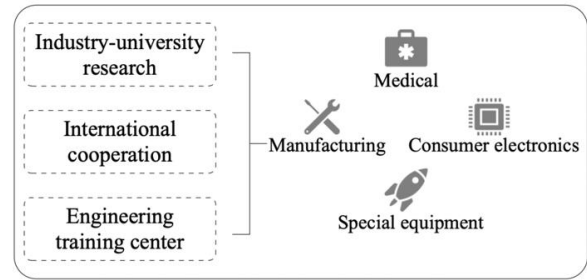 Industry-university
research
International
cooperation
Engineering
training center
Medical
Manufacturing
Consumer electronics
Special equipment